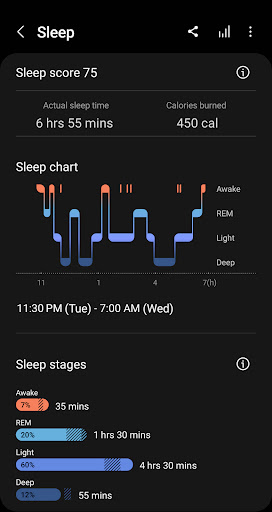 Sleep
Sleep score 75
Actual sleep time Calories burned
6 hrs 55 mins 450 cal
Sleep chart
Awake
REM
Light
Deep
11 1 4 7(h)
11:30 PM (Tue) - 7:00 AM (Wed)
Sleep stages
Awake
7% 35 mins
REM
20% 1 hrs 30 mins
Light
60% 4 hrs 30 mins
Deep
12% 55 mins